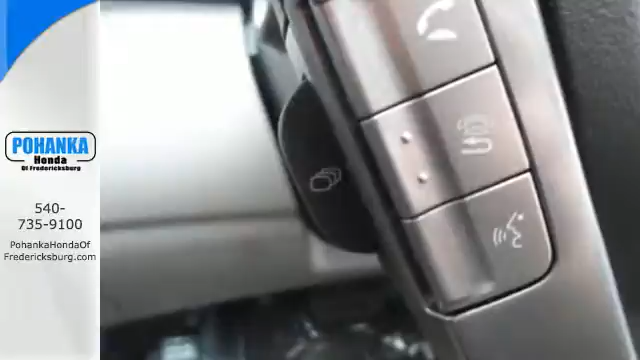 POHANKA
Honda
Of Fredericksburg
540-
735-9100
PohankaHondaOf
Fredericksburg.com